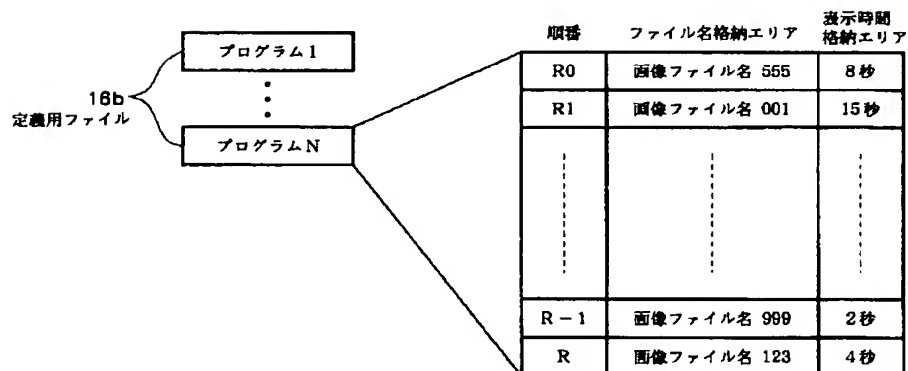 プログラム1
16b
定義用ファイル
プログラムN
順番 ファイル名格納エリア 表示時間
格納エリア
R0 画像ファイル名 555 8秒
R1 画像ファイル名 001 15秒
R-1 画像ファイル名 999 2秒
R 画像ファイル名 123 4秒